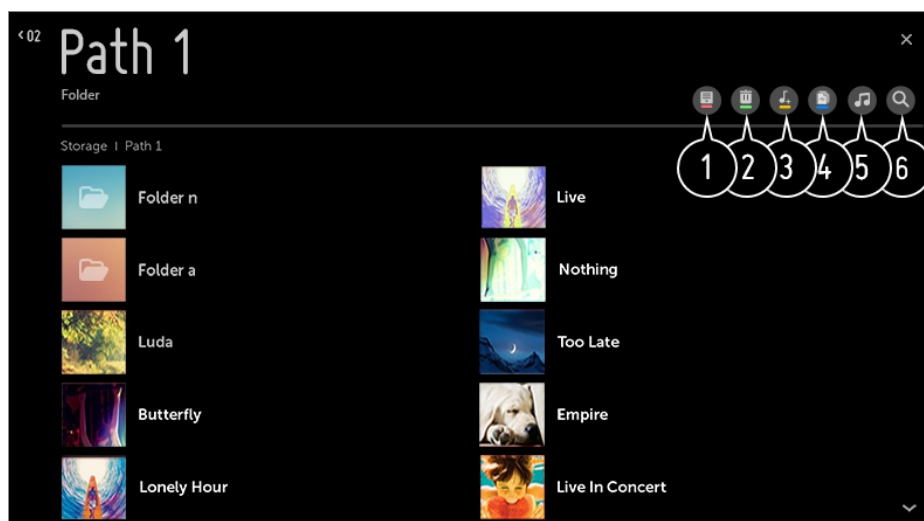 <02
Path 1
Folder
1 2 3 4 5 6
Storage I Path 1
Folder n
Live
Folder a
Nothing
Luda
Too Late
Butterfly
Empire
Lonely Hour
Live In Concert